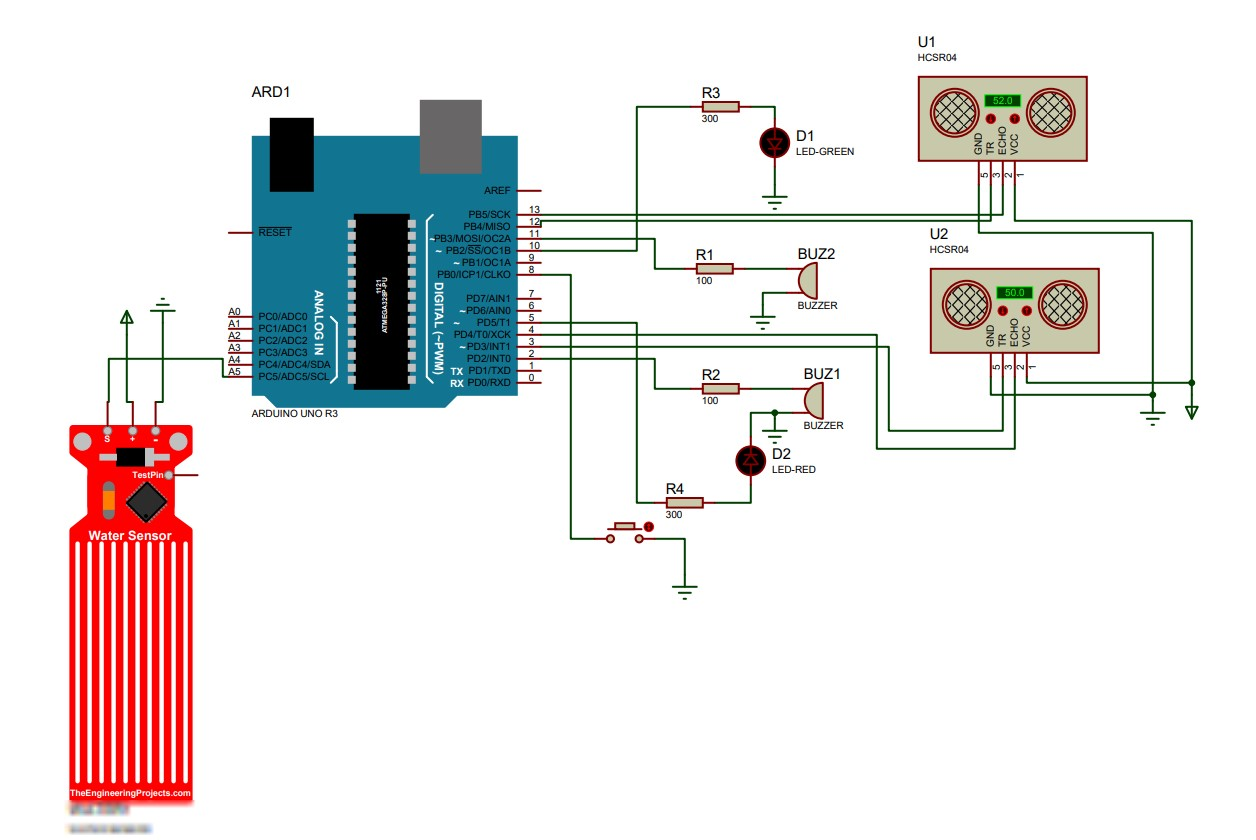 ARD1
RESET
AREF
PB5/SCK 13
PB4/MISO 12
~PB3/MOSI/OC2A 11
~ PB2/SS/OC1B 10
~ PB1/OC1A 9
PB0/ICP1/CLKO 8
PD7/AIN1 7
~PD6/AIN0 6
~ PD5/T1 5
PD4/T0/XCK 4
~PD3/INT1 3
PD2/INT0 2
TX PD1/TXD 1
RX PD0/RXD 0
A0 PC0/ADC0
A1 PC1/ADC1
A2 PC2/ADC2
A3 PC3/ADC3
A4 PC4/ADC4/SDA
A5 PC5/ADC5/SCL
ANALOG IN
1121
ATMEGA328P-PU
DIGITAL (~PWM)
ARDUINO UNO R3
S + -
TestPin
Water Sensor
TheEngineeringProjects.com
R3
300
D1
LED-GREEN
R1
100
BUZ2
BUZZER
R2
100
BUZ1
BUZZER
D2
LED-RED
R4
300
U1
HCSR04
52.0
GND TR ECHO VCC
5 3 2 1
U2
HCSR04
50.0
GND TR ECHO VCC
5 3 2 1